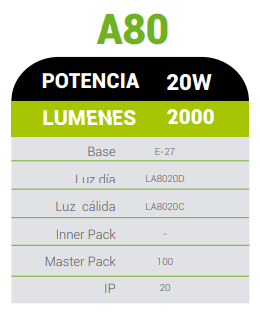 A80
POTENCIA 20W
LUMENES 2000
Base E-27
Luz día LA8020D
Luz cálida LA8020C
Inner Pack -
Master Pack 100
IP 20